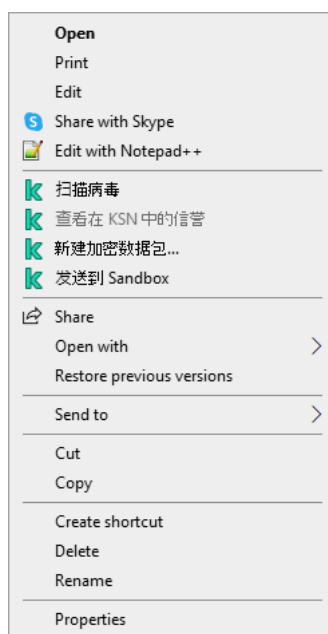 Open
Print
Edit
Share with Skype
Edit with Notepad++
扫描病毒
查看在 KSN 中的信誉
新建加密数据包...
发送到 Sandbox
Share
Open with
Restore previous versions
Send to
Cut
Copy
Create shortcut
Delete
Rename
Properties